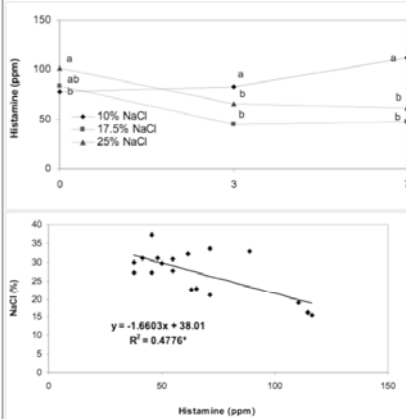 150
100
50
0
Histamine (ppm)
a
ab
b
a
b
b
a
b
b
10% NaCl
17.5% NaCl
25% NaCl
0
3
7
40
35
30
25
20
15
10
5
0
NaCl (%)
y = -1.6603x + 38.01
R² = 0.4776*
0
50
100
150
Histamine (ppm)